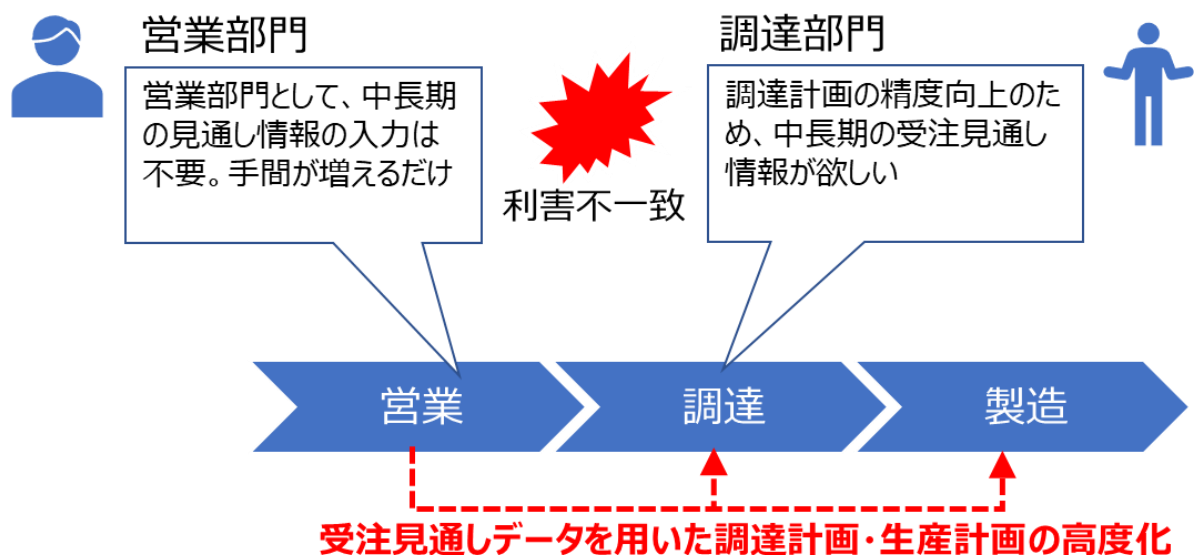 営業部門
営業部門として、中長期
の見通し情報の入力は
不要。手間が増えるだけ
利害不一致
調達部門
調達計画の精度向上のた
め、中長期の受注見通し
情報が欲しい
営業
調達
製造
受注見通しデータを用いた調達計画・生産計画の高度化